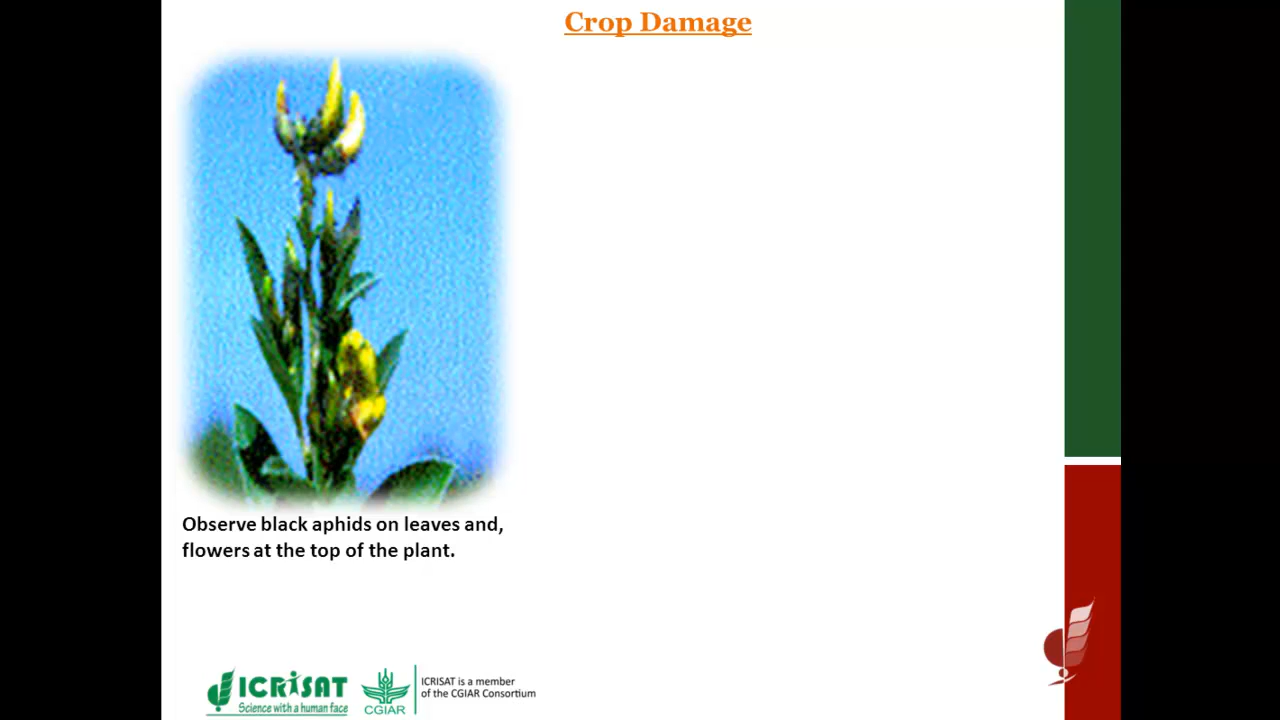 Crop Damage
Observe black aphids on leaves and,
flowers at the top of the plant.
ICRISAT
Science with a human face
CGIAR
ICRISAT is a member
of the CGIAR Consortium